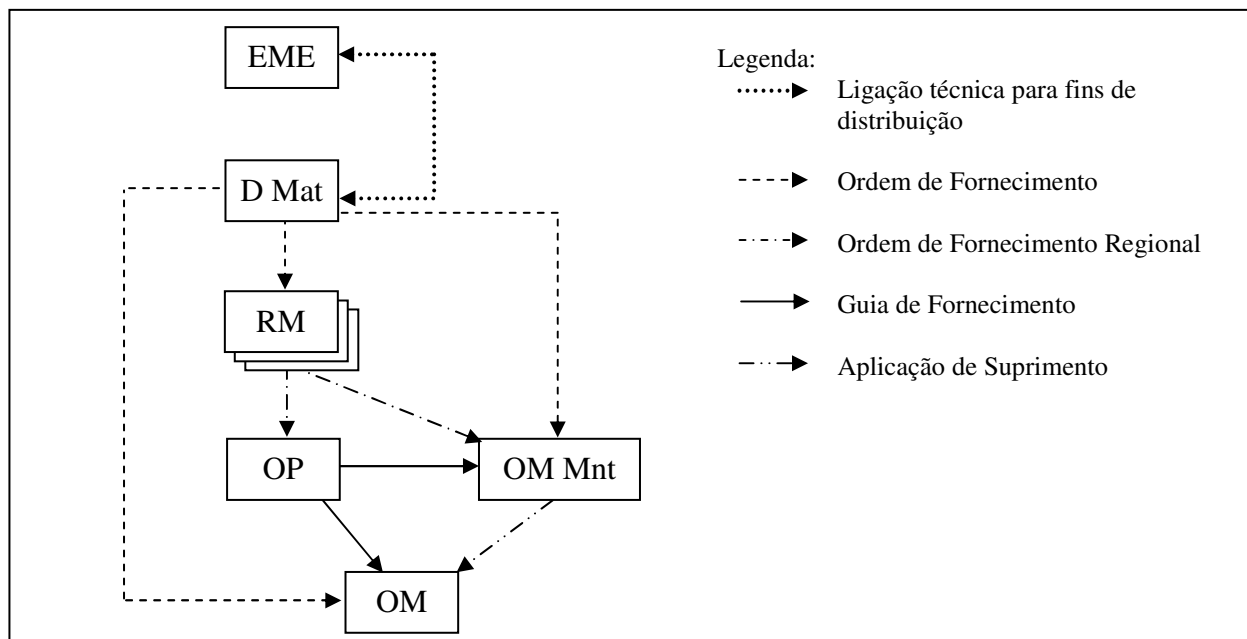 EME
D Mat
RM
OP
OM Mnt
OM
Legenda:
Ligação técnica para fins de
distribuição
Ordem de Fornecimento
Ordem de Fornecimento Regional
Guia de Fornecimento
Aplicação de Suprimento